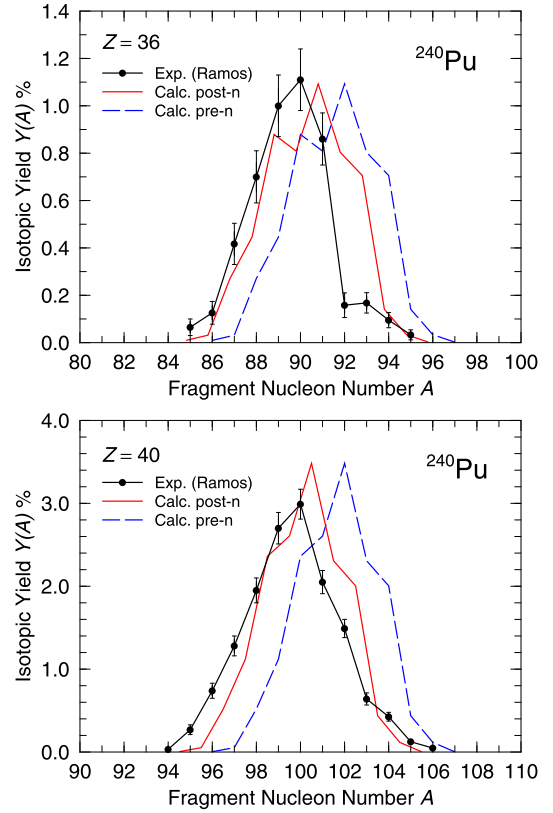 1.4
1.2
1.0
0.8
0.6
0.4
0.2
0.0
Isotopic Yield Y(A) %
Z = 36
²⁴⁰Pu
Exp. (Ramos)
Calc. post-n
Calc. pre-n
80 82 84 86 88 90 92 94 96 98 100
Fragment Nucleon Number A
4.0
3.0
2.0
1.0
0.0
Isotopic Yield Y(A) %
Z = 40
²⁴⁰Pu
Exp. (Ramos)
Calc. post-n
Calc. pre-n
90 92 94 96 98 100 102 104 106 108 110
Fragment Nucleon Number A